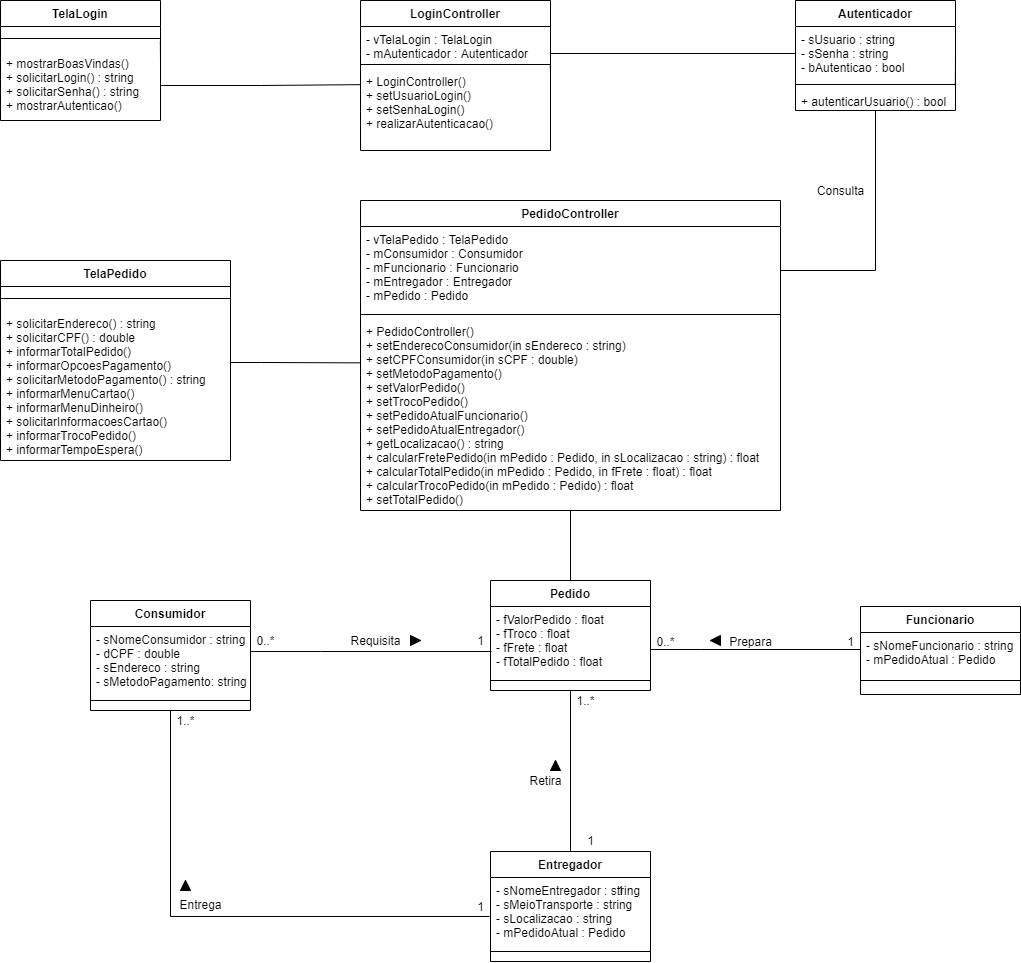 TelaLogin
+ mostrarBoasVindas()
+ solicitarLogin() : string
+ solicitarSenha() : string
+ mostrarAutenticao()
LoginController
- vTelaLogin : TelaLogin
- mAutenticador : Autenticador
+ LoginController()
+ setUsuarioLogin()
+ setSenhaLogin()
+ realizarAutenticacao()
Autenticador
- sUsuario : string
- sSenha : string
- bAutenticao : bool
+ autenticarUsuario() : bool
Consulta
TelaPedido
+ solicitarEndereco() : string
+ solicitarCPF() : double
+ informarTotalPedido()
+ informarOpcoesPagamento()
+ solicitarMetodoPagamento() : string
+ informarMenuCartao()
+ informarMenuDinheiro()
+ solicitarInformacoesCartao()
+ informarTrocoPedido()
+ informarTempoEspera()
PedidoController
- vTelaPedido : TelaPedido
- mConsumidor : Consumidor
- mFuncionario : Funcionario
- mEntregador : Entregador
- mPedido : Pedido
+ PedidoController()
+ setEnderecoConsumidor(in sEndereco : string)
+ setCPFConsumidor(in sCPF : double)
+ setMetodoPagamento()
+ setValorPedido()
+ setTrocoPedido()
+ setPedidoAtualFuncionario()
+ setPedidoAtualEntregador()
+ getLocalizacao() : string
+ calcularFretePedido(in mPedido : Pedido, in sLocalizacao : string) : float
+ calcularTotalPedido(in mPedido : Pedido, in fFrete : float) : float
+ calcularTrocoPedido(in mPedido : Pedido) : float
+ setTotalPedido()
Consumidor
- sNomeConsumidor : string
- dCPF : double
- sEndereco : string
- sMetodoPagamento: string
0..*
Requisita
1
Pedido
- fValorPedido : float
- fTroco : float
- fFrete : float
- fTotalPedido : float
0..*
Prepara
1
Funcionario
- sNomeFuncionario : string
- mPedidoAtual : Pedido
1..*
1..*
Retira
1
Entrega
1
Entregador
- sNomeEntregador : string
- sMeioTransporte : string
- sLocalizacao : string
- mPedidoAtual : Pedido